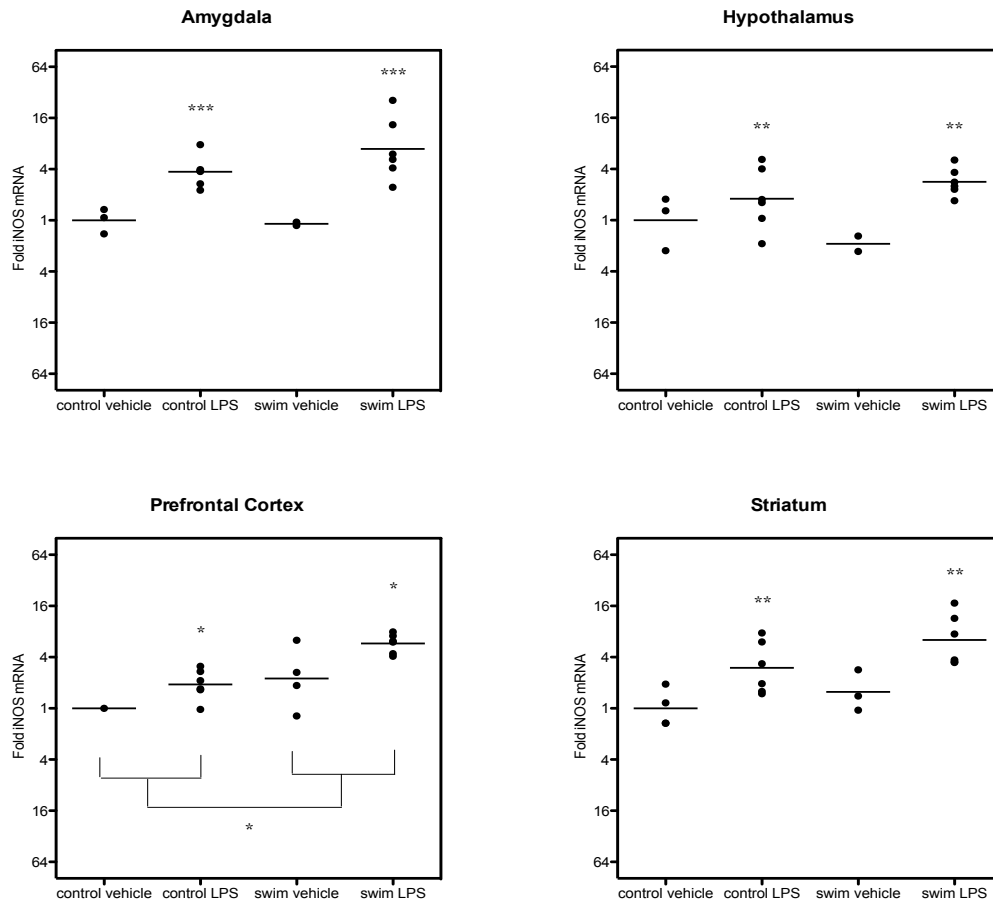 Amygdala
Fold iNOS mRNA
64
16
4
1
4
16
64
***
***
control vehicle
control LPS
swim vehicle
swim LPS
Hypothalamus
Fold iNOS mRNA
64
16
4
1
4
16
64
**
**
control vehicle
control LPS
swim vehicle
swim LPS
Prefrontal Cortex
Fold iNOS mRNA
64
16
4
1
4
16
64
*
*
*
control vehicle
control LPS
swim vehicle
swim LPS
Striatum
Fold iNOS mRNA
64
16
4
1
4
16
64
**
**
control vehicle
control LPS
swim vehicle
swim LPS